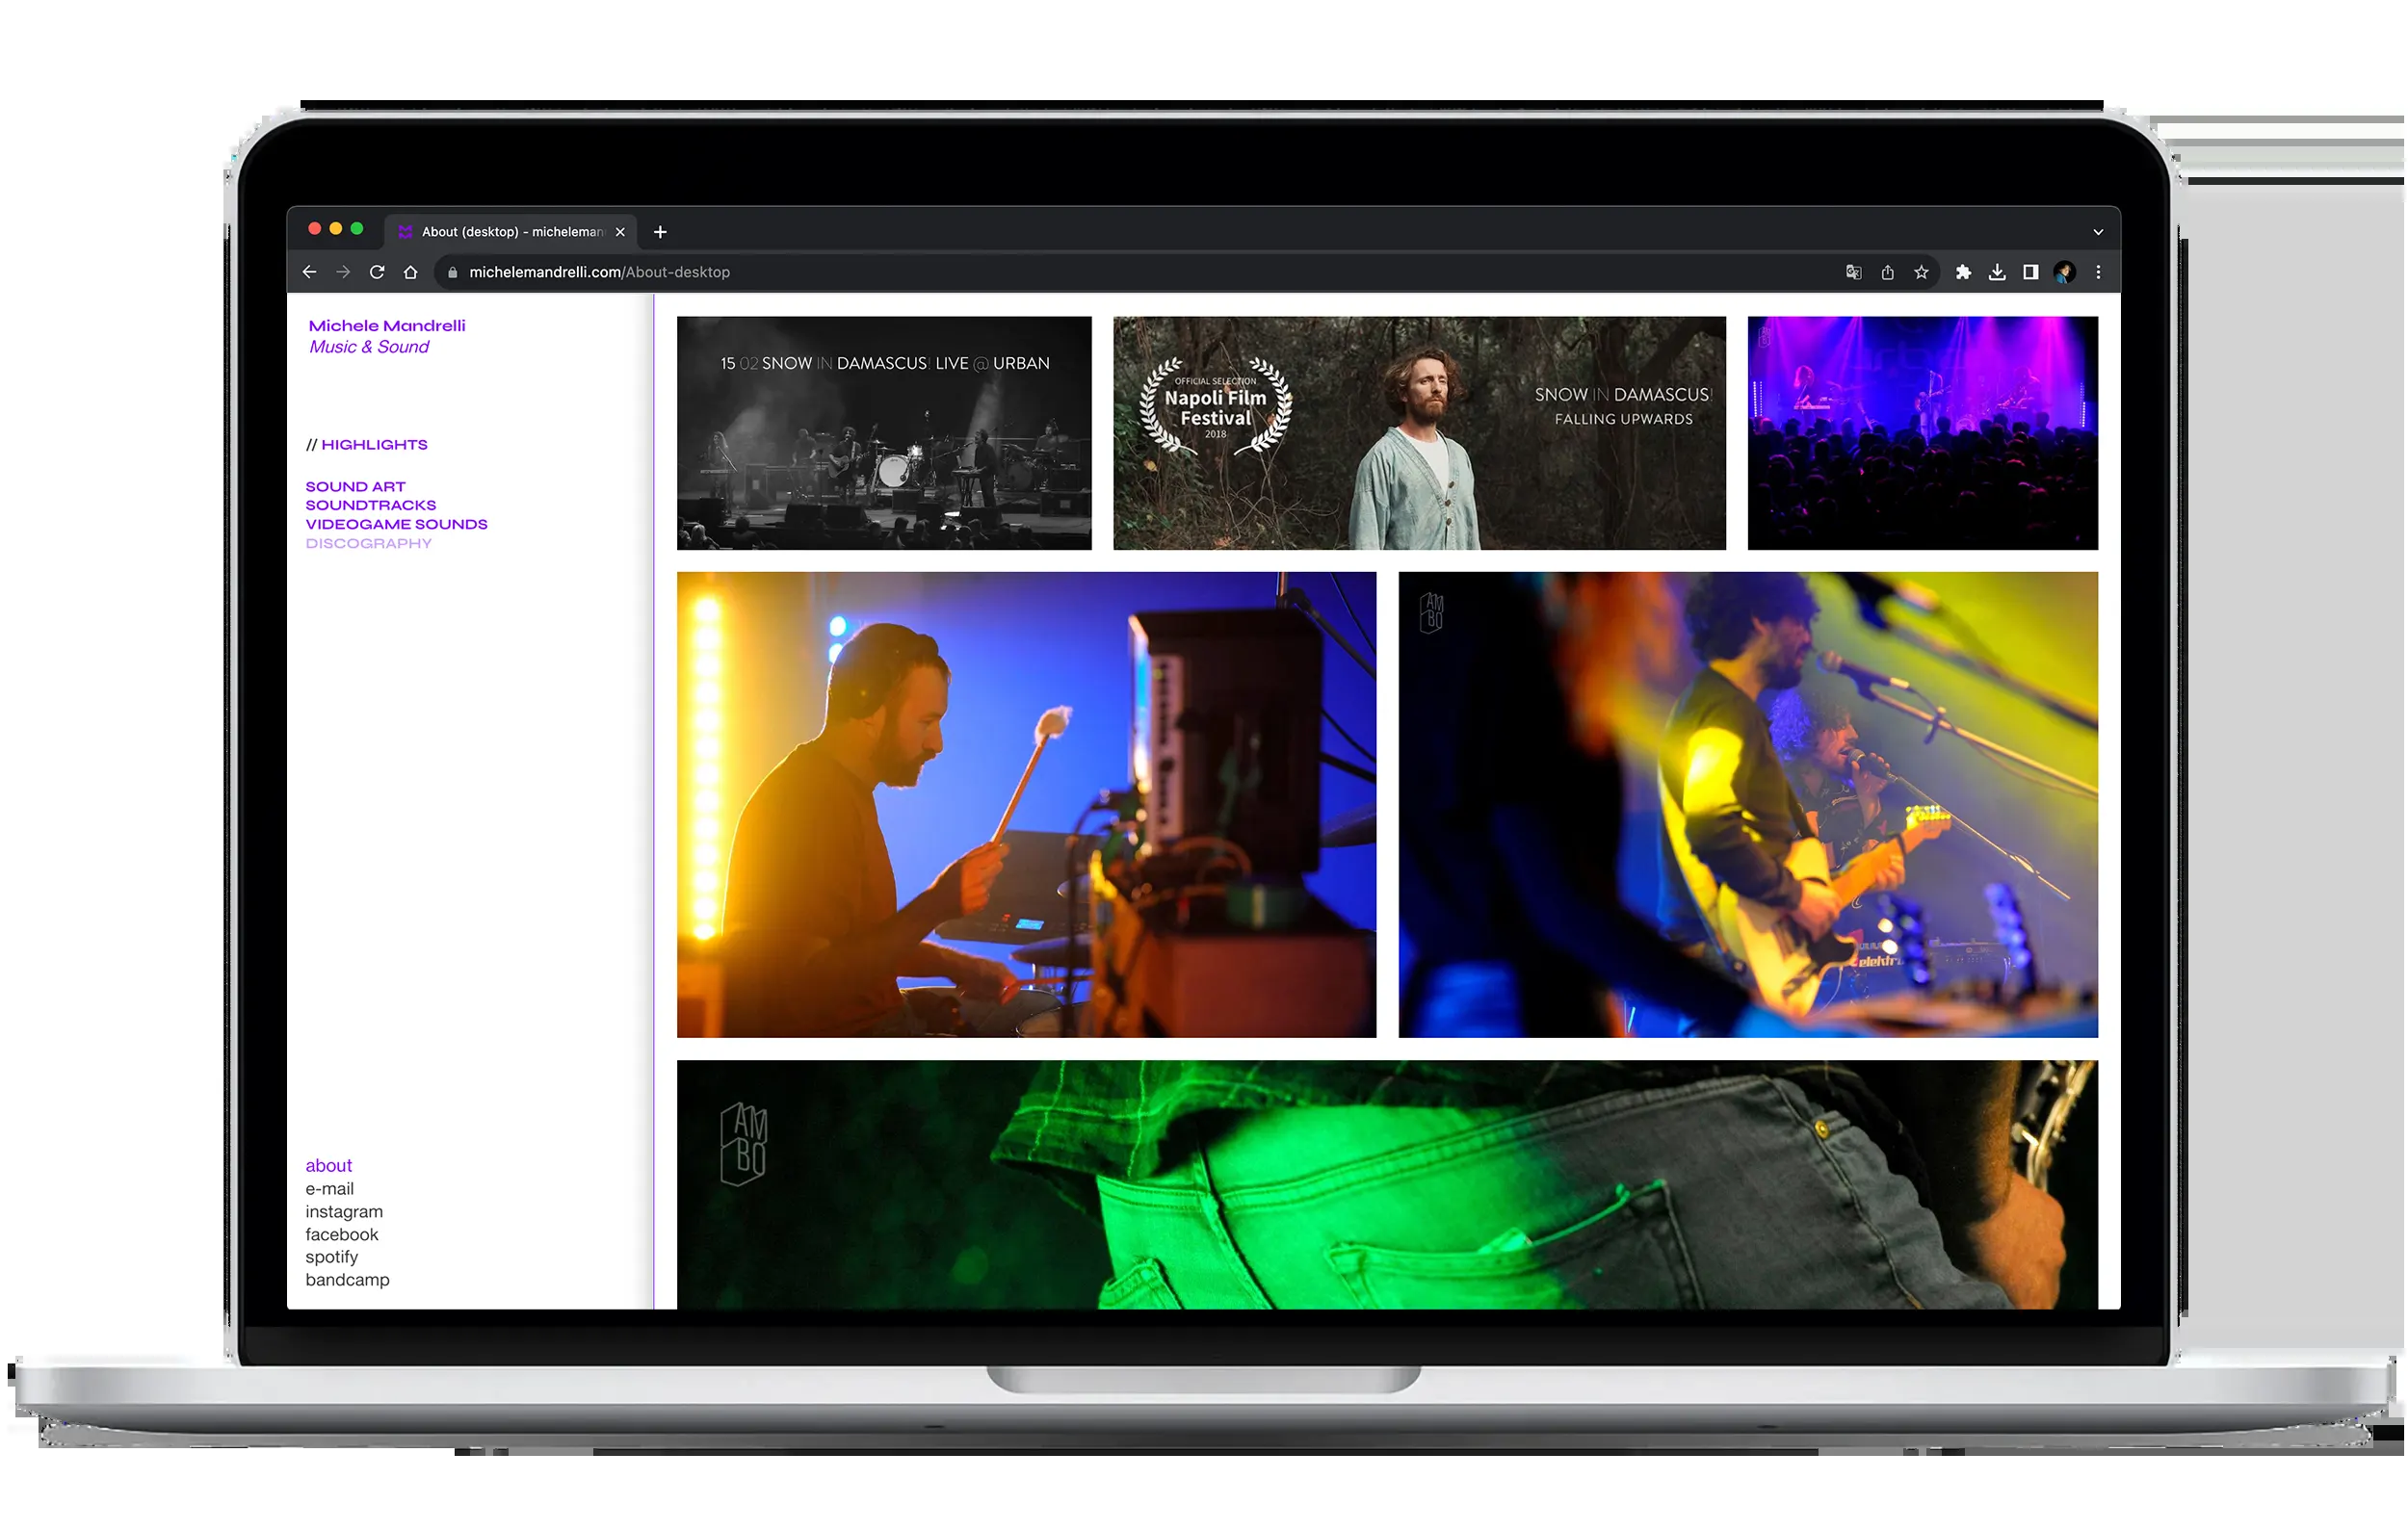 About (desktop) - micheleman
michelemandrelli.com/About-desktop
Michele Mandrelli
Music & Sound
// HIGHLIGHTS
SOUND ART
SOUNDTRACKS
VIDEOGAME SOUNDS
DISCOGRAPHY
about
e-mail
instagram
facebook
spotify
bandcamp
15 02 SNOW IN DAMASCUS! LIVE @ URBAN
OFFICIAL SELECTION
Napoli Film
Festival
2018
SNOW IN DAMASCUS!
FALLING UPWARDS
AM
BO
elektr
AM
BO